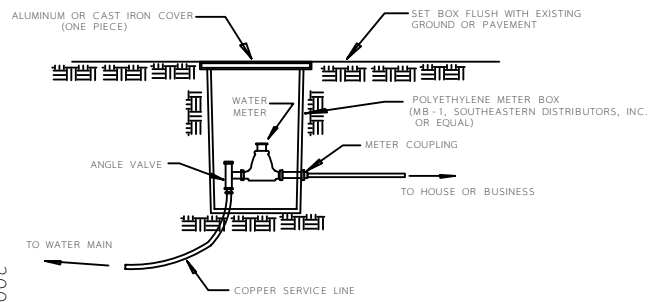 ALUMINUM OR CAST IRON COVER
(ONE PIECE)
SET BOX FLUSH WITH EXISTING
GROUND OR PAVEMENT
WATER
METER
POLYETHYLENE METER BOX
(MB-1, SOUTHEASTERN DISTRIBUTORS, INC.
OR EQUAL)
METER COUPLING
ANGLE VALVE
TO HOUSE OR BUSINESS
TO WATER MAIN
COPPER SERVICE LINE